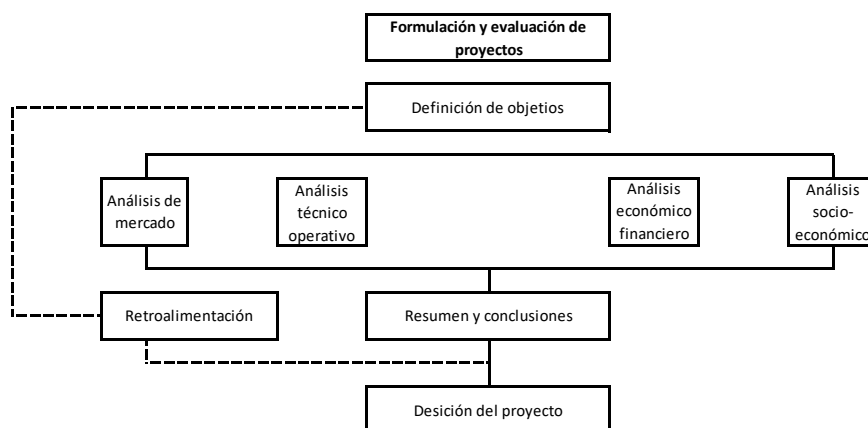 Formulación y evaluación de
proyectos
Definición de objetios
Análisis de
mercado
Análisis
técnico
operativo
Análisis
económico
financiero
Análisis
socio-
económico
Retroalimentación
Resumen y conclusiones
Desición del proyecto